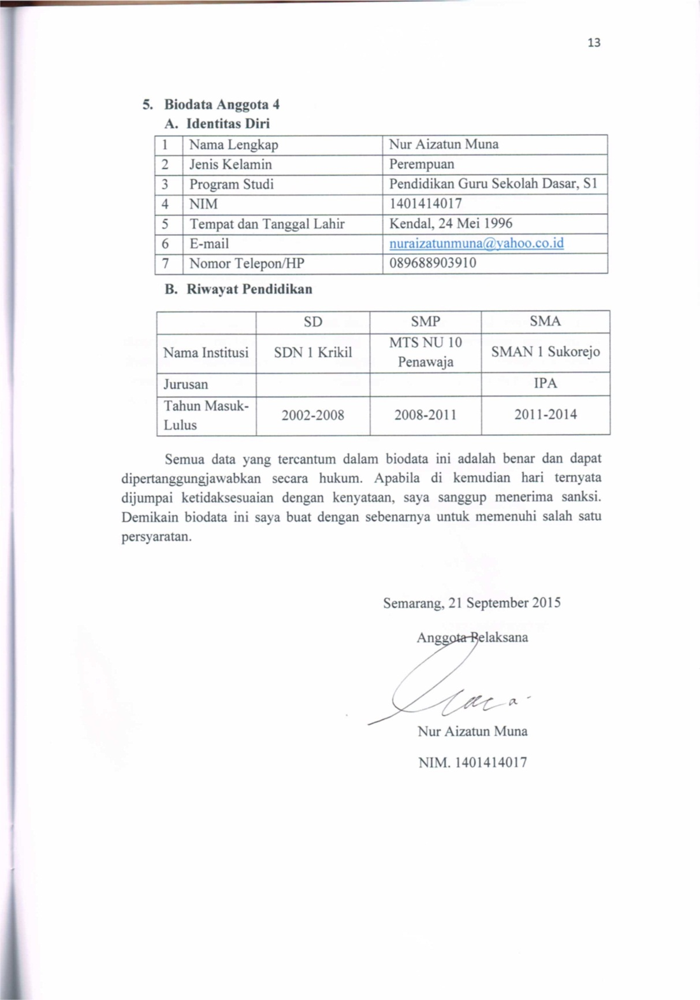 13
5. Biodata Anggota 4
A. Identitas Diri
1 Nama Lengkap Nur Aizatun Muna
2 Jenis Kelamin Perempuan
3 Program Studi Pendidikan Guru Sekolah Dasar, S1
4 NIM 1401414017
5 Tempat dan Tanggal Lahir Kendal, 24 Mei 1996
6 E-mail nuraizatunmuna@yahoo.co.id
7 Nomor Telepon/HP 089688903910
B. Riwayat Pendidikan
SD SMP SMA
Nama Institusi SDN 1 Krikil MTS NU 10 Penawaja SMAN 1 Sukorejo
Jurusan IPA
Tahun Masuk-Lulus 2002-2008 2008-2011 2011-2014
Semua data yang tercantum dalam biodata ini adalah benar dan dapat
dipertanggungjawabkan secara hukum. Apabila di kemudian hari ternyata
dijumpai ketidaksesuaian dengan kenyataan, saya sanggup menerima sanksi.
Demikain biodata ini saya buat dengan sebenarnya untuk memenuhi salah satu
persyaratan.
Semarang, 21 September 2015
Anggota Pelaksana
Nur Aizatun Muna
NIM. 1401414017